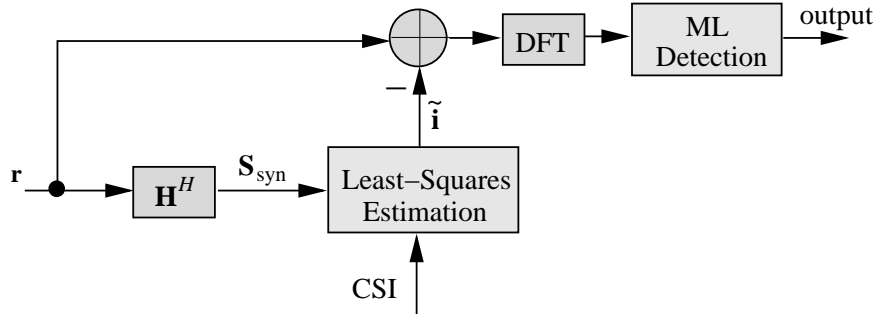 output
DFT
ML
Detection
−
ĩ
r
H^H
S_syn
Least–Squares
Estimation
CSI